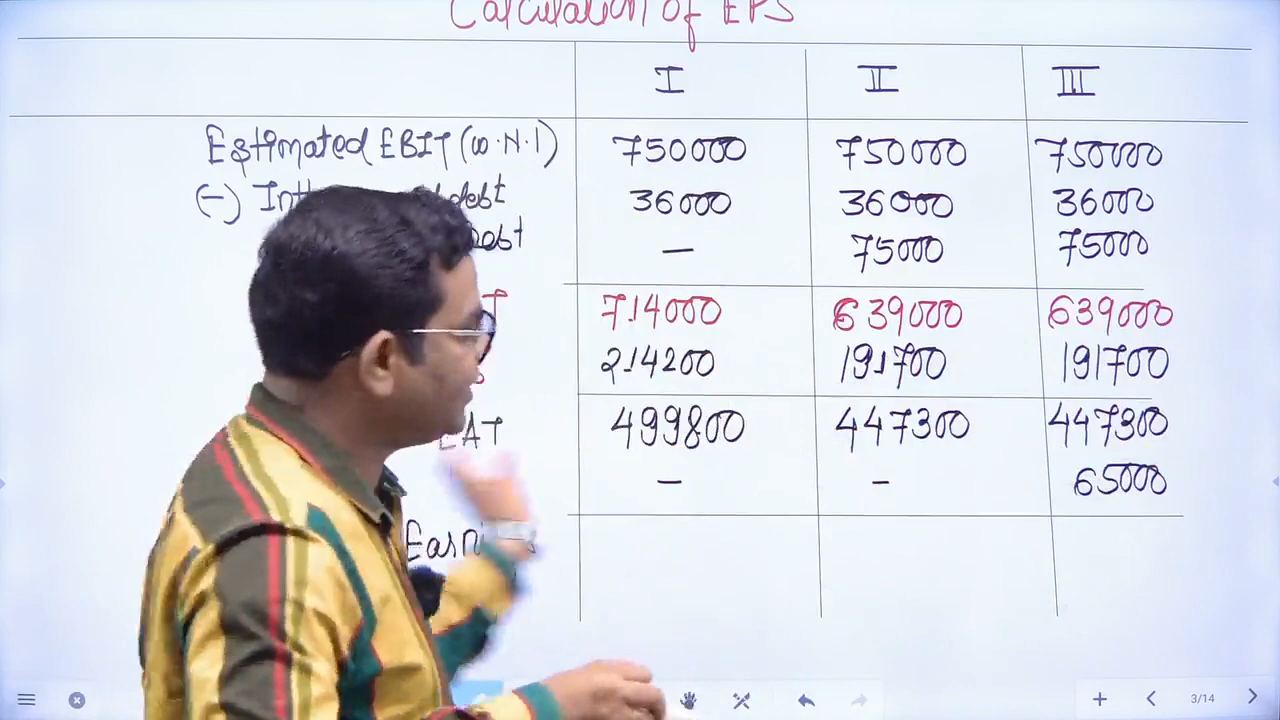 Calculation of EPS
I II III
Estimated EBIT (W.N.1) 750000 750000 750000
(-) Int debt 36000 36000 36000
debt — 75000 75000
T 714000 639000 639000
214200 191700 191700
EAT 499800 447300 447300
— - 65000
Earni
3/14